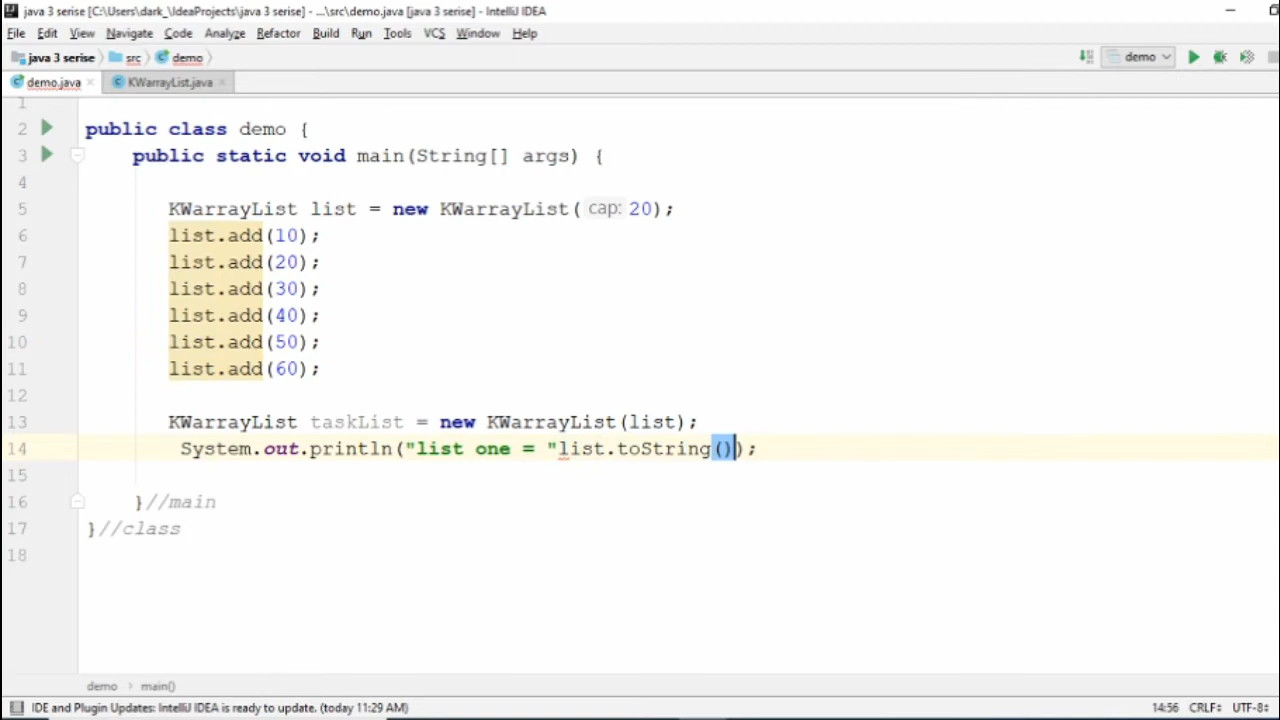 java 3 serise [C:\Users\dark_\IdeaProjects\java 3 serise] - ...\src\demo.java [java 3 serise] - IntelliJ IDEA
File Edit View Navigate Code Analyze Refactor Build Run Tools VCS Window Help
java 3 serise src demo demo
demo.java KWarrayList.java
1
2 public class demo {
3 public static void main(String[] args) {
4
5 KWarrayList list = new KWarrayList( cap: 20);
6 list.add(10);
7 list.add(20);
8 list.add(30);
9 list.add(40);
10 list.add(50);
11 list.add(60);
12
13 KWarrayList taskList = new KWarrayList(list);
14 System.out.println("list one = "list.toString());
15
16 }//main
17 }//class
18
demo › main()
IDE and Plugin Updates: IntelliJ IDEA is ready to update. (today 11:29 AM) 14:56 CRLF UTF-8